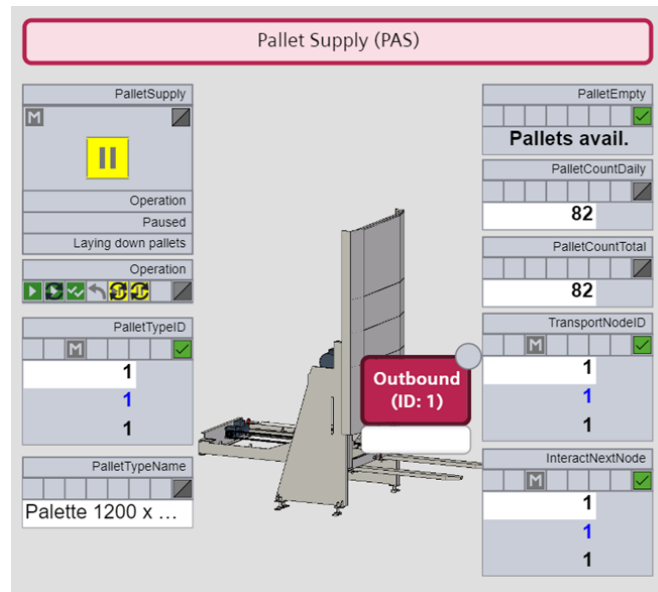 Pallet Supply (PAS)
PalletSupply
M
Operation
Paused
Laying down pallets
Operation
PalletTypeID
M
1
1
1
PalletTypeName
Palette 1200 x …
Outbound
(ID: 1)
PalletEmpty
Pallets avail.
PalletCountDaily
82
PalletCountTotal
82
TransportNodeID
M
1
1
1
InteractNextNode
M
1
1
1